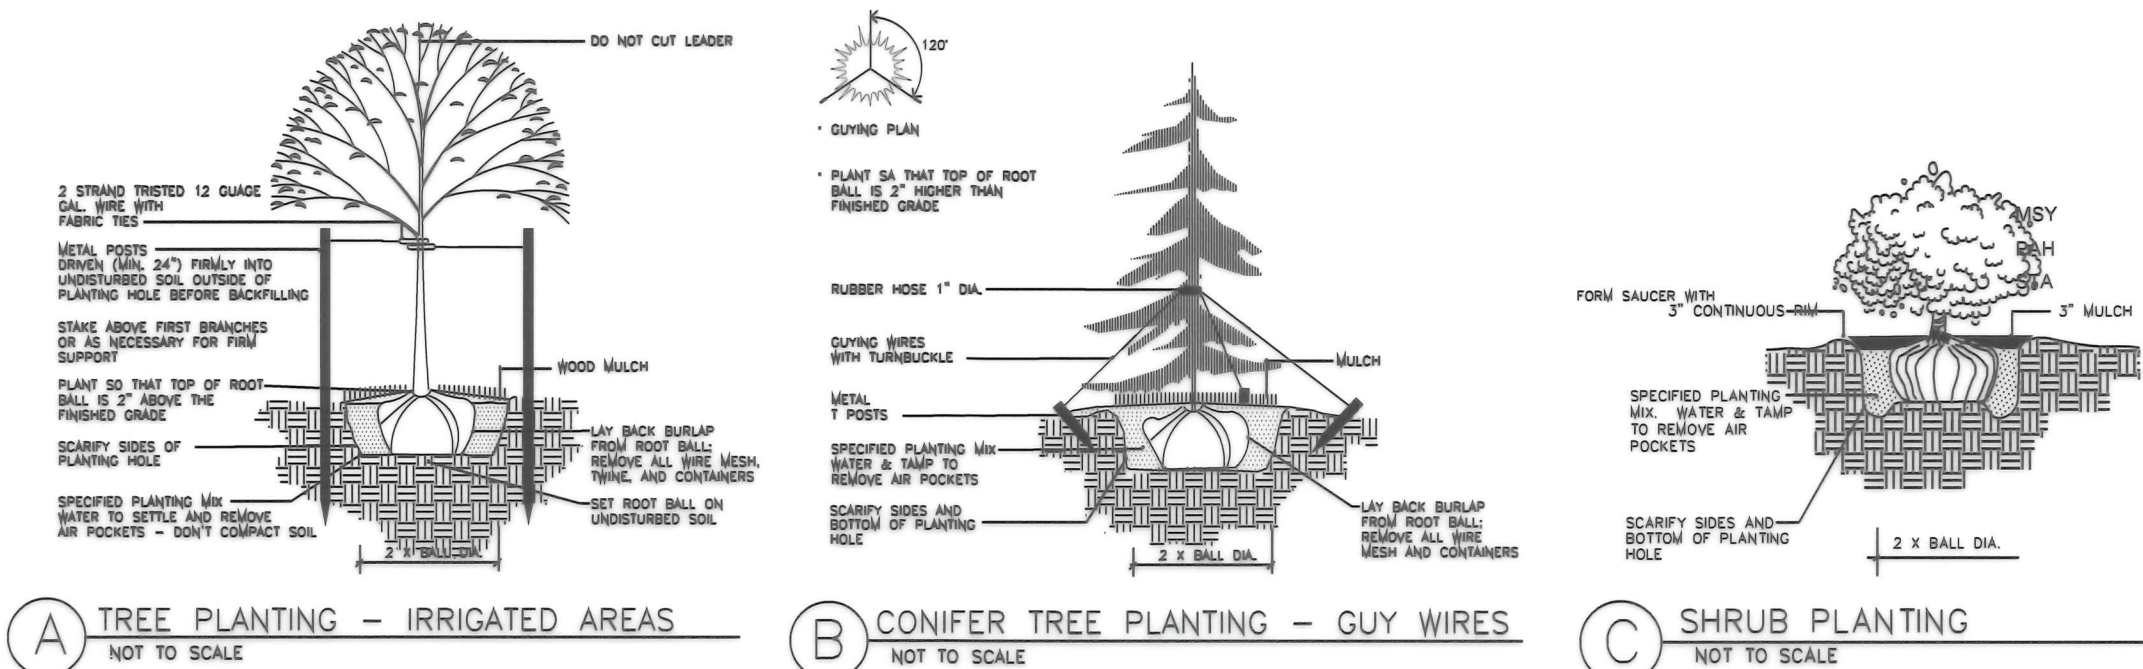 DO NOT CUT LEADER
2 STRAND TRISTED 12 GUAGE
GAL. WIRE WITH
FABRIC TIES
METAL POSTS
DRIVEN (MIN. 24") FIRMLY INTO
UNDISTURBED SOIL OUTSIDE OF
PLANTING HOLE BEFORE BACKFILLING
STAKE ABOVE FIRST BRANCHES
OR AS NECESSARY FOR FIRM
SUPPORT
WOOD MULCH
PLANT SO THAT TOP OF ROOT
BALL IS 2" ABOVE THE
FINISHED GRADE
SCARIFY SIDES OF
PLANTING HOLE
LAY BACK BURLAP
FROM ROOT BALL;
REMOVE ALL WIRE MESH,
TWINE, AND CONTAINERS
SPECIFIED PLANTING MIX
WATER TO SETTLE AND REMOVE
AIR POCKETS - DON'T COMPACT SOIL
SET ROOT BALL ON
UNDISTURBED SOIL
2 X BALL DIA.
A
TREE PLANTING - IRRIGATED AREAS
NOT TO SCALE
120°
• GUYING PLAN
• PLANT SA THAT TOP OF ROOT
BALL IS 2" HIGHER THAN
FINISHED GRADE
RUBBER HOSE 1" DIA.
GUYING WIRES
WITH TURNBUCKLE
MULCH
METAL
T POSTS
SPECIFIED PLANTING MIX
WATER & TAMP TO
REMOVE AIR POCKETS
SCARIFY SIDES AND
BOTTOM OF PLANTING
HOLE
LAY BACK BURLAP
FROM ROOT BALL;
REMOVE ALL WIRE
MESH AND CONTAINERS
2 X BALL DIA.
B
CONIFER TREE PLANTING - GUY WIRES
NOT TO SCALE
MSY
FORM SAUCER WITH
3" CONTINUOUS RIM
3" MULCH
SPECIFIED PLANTING
MIX. WATER & TAMP
TO REMOVE AIR
POCKETS
SCARIFY SIDES AND
BOTTOM OF PLANTING
HOLE
2 X BALL DIA.
C
SHRUB PLANTING
NOT TO SCALE